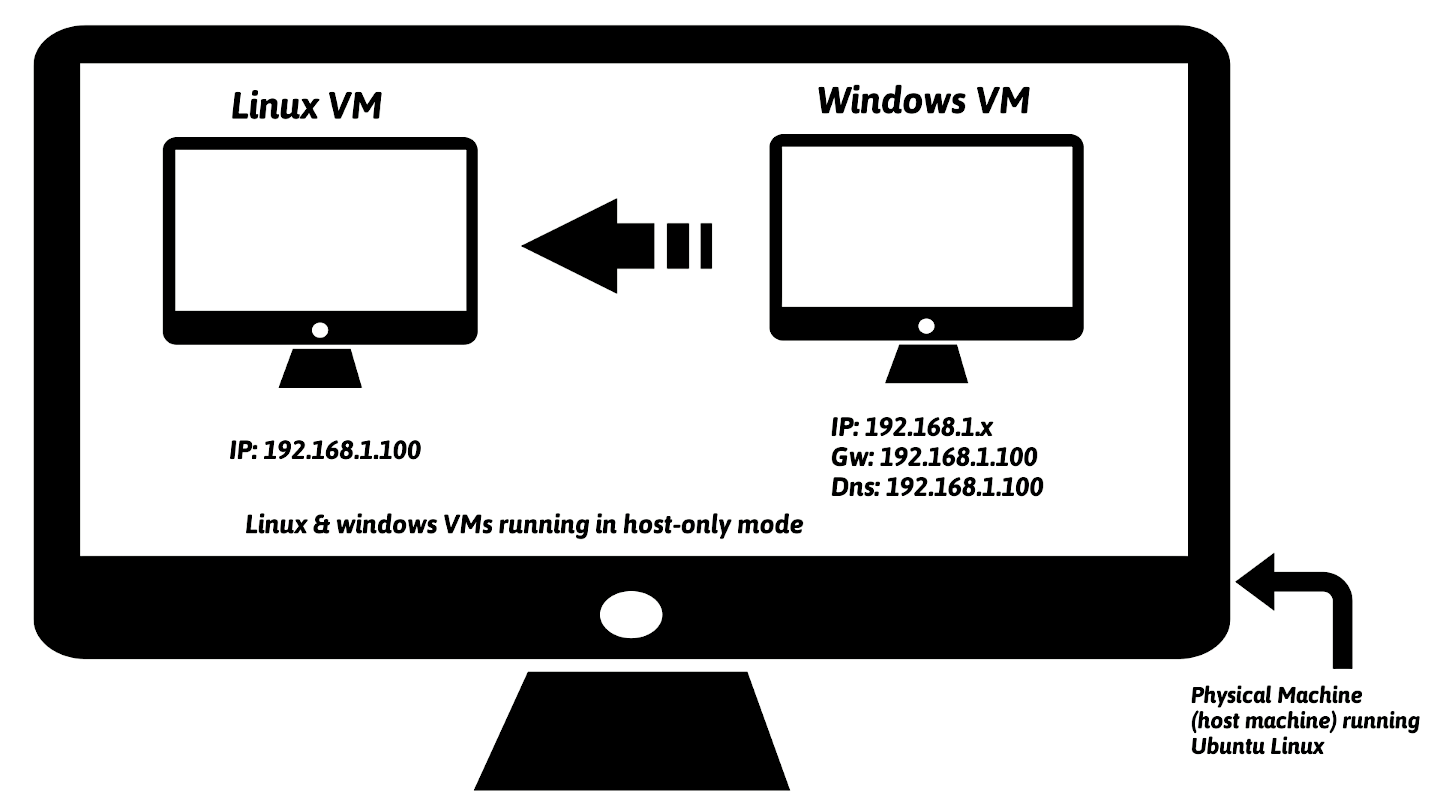 Linux VM
Windows VM
IP: 192.168.1.100
IP: 192.168.1.x
Gw: 192.168.1.100
Dns: 192.168.1.100
Linux & windows VMs running in host-only mode
Physical Machine
(host machine) running
Ubuntu Linux